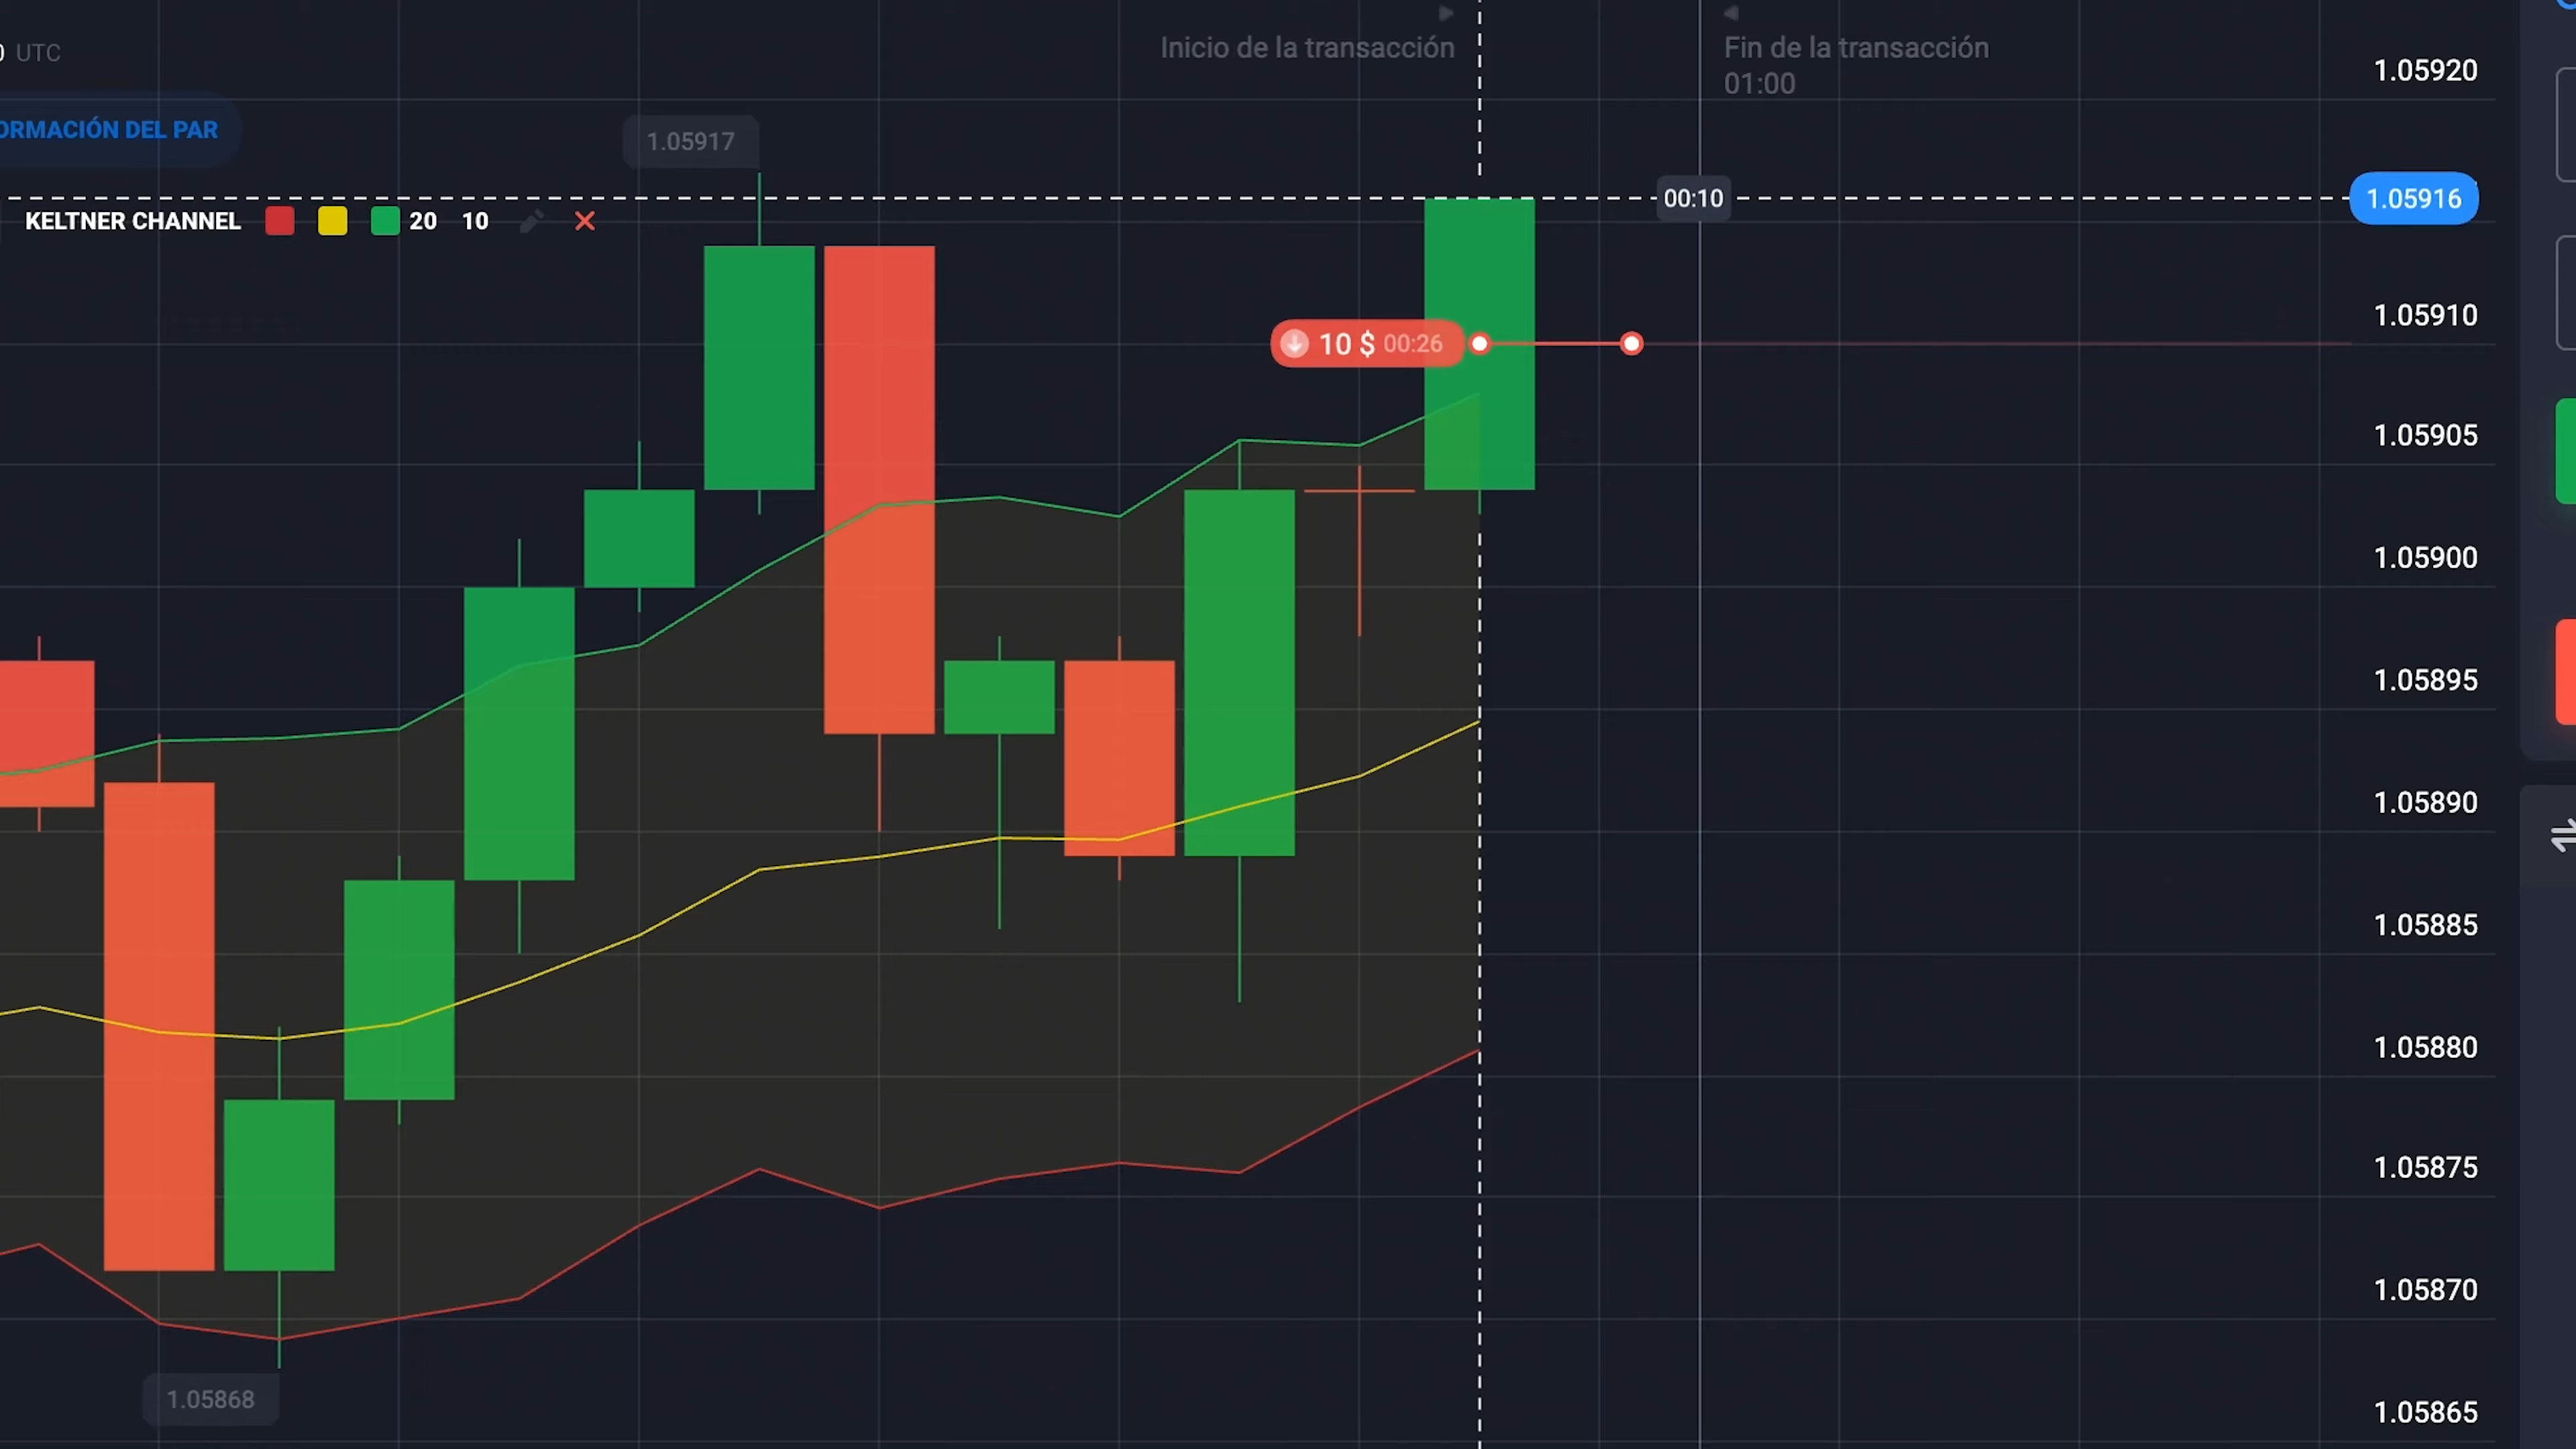 UTC
Inicio de la transacción
Fin de la transacción
01:00
ORMACIÓN DEL PAR
1.05917
KELTNER CHANNEL 20 10
00:10
1.05916
10 $ 00:26
1.05920
1.05910
1.05905
1.05900
1.05895
1.05890
1.05885
1.05880
1.05875
1.05870
1.05865
1.05868